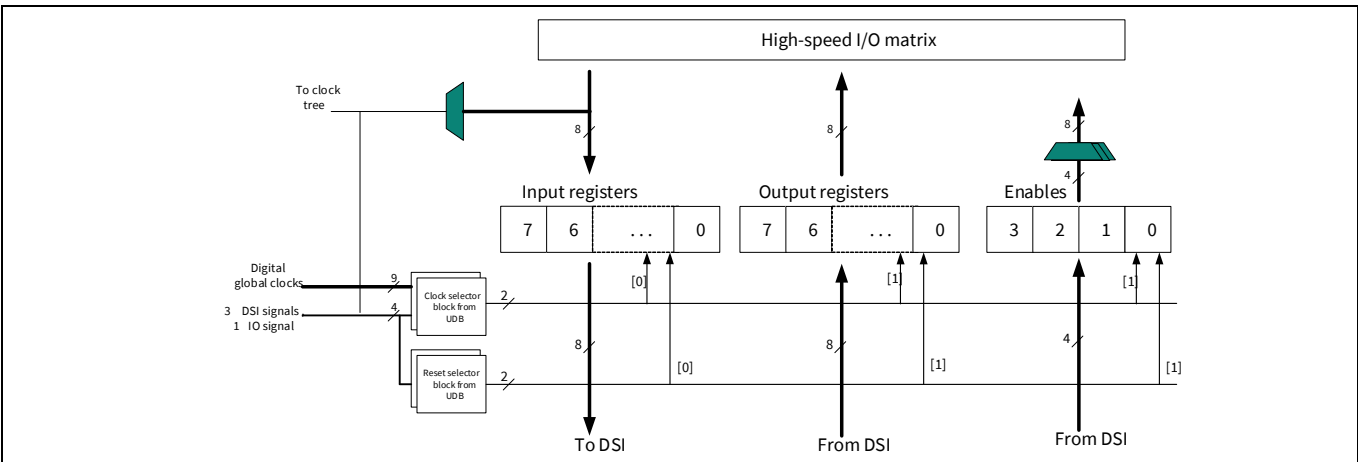 High-speed I/O matrix
To clock
tree
8
8
8
4
Input registers
Output registers
Enables
7 6 ... 0
7 6 ... 0
3 2 1 0
Digital
global clocks
9
[0]
[1]
[1]
Clock selector
block from
UDB
2
3 DSI signals
1 IO signal
4
8
8
4
Reset selector
block from
UDB
2
[0]
[1]
[1]
To DSI
From DSI
From DSI